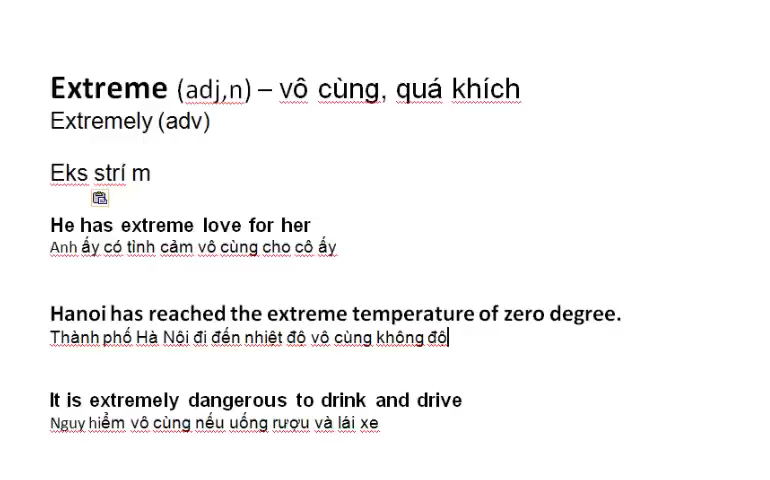 Extreme (adj,n) – vô cùng, quá khích
Extremely (adv)
Eks strí m
He has extreme love for her
Anh ấy có tình cảm vô cùng cho cô ấy
Hanoi has reached the extreme temperature of zero degree.
Thành phố Hà Nội đi đến nhiệt độ vô cùng không độ
It is extremely dangerous to drink and drive
Nguy hiểm vô cùng nếu uống rượu và lái xe